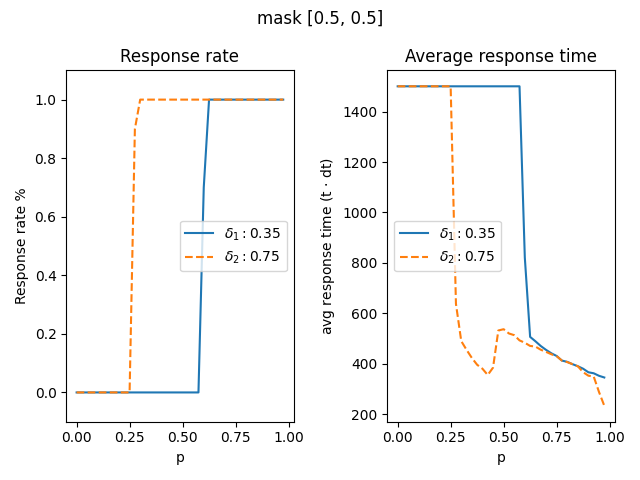 mask [0.5, 0.5]
Response rate
Response rate %
1.0
0.8
0.6
0.4
0.2
0.0
δ₁ : 0.35
δ₂ : 0.75
0.00 0.25 0.50 0.75 1.00
p
Average response time
avg response time (t · dt)
1400
1200
1000
800
600
400
200
δ₁ : 0.35
δ₂ : 0.75
0.00 0.25 0.50 0.75 1.00
p